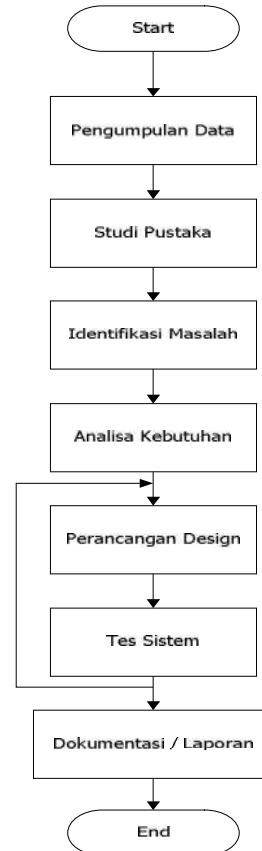 Start
Pengumpulan Data
Studi Pustaka
Identifikasi Masalah
Analisa Kebutuhan
Perancangan Design
Tes Sistem
Dokumentasi / Laporan
End